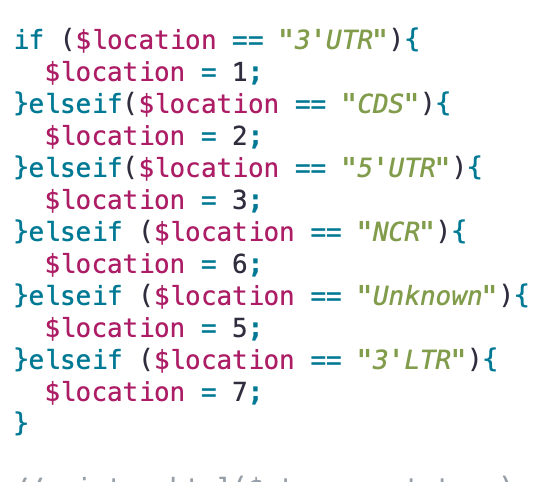 if ($location == "3'UTR"){
  $location = 1;
}elseif($location == "CDS"){
  $location = 2;
}elseif($location == "5'UTR"){
  $location = 3;
}elseif ($location == "NCR"){
  $location = 6;
}elseif ($location == "Unknown"){
  $location = 5;
}elseif ($location == "3'LTR"){
  $location = 7;
}